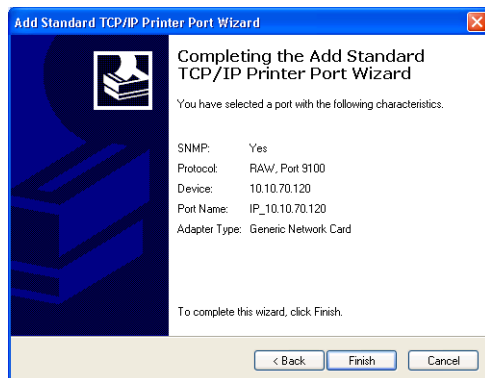 Add Standard TCP/IP Printer Port Wizard
Completing the Add Standard
TCP/IP Printer Port Wizard
You have selected a port with the following characteristics.
SNMP: Yes
Protocol: RAW, Port 9100
Device: 10.10.70.120
Port Name: IP_10.10.70.120
Adapter Type: Generic Network Card
To complete this wizard, click Finish.
< Back Finish Cancel